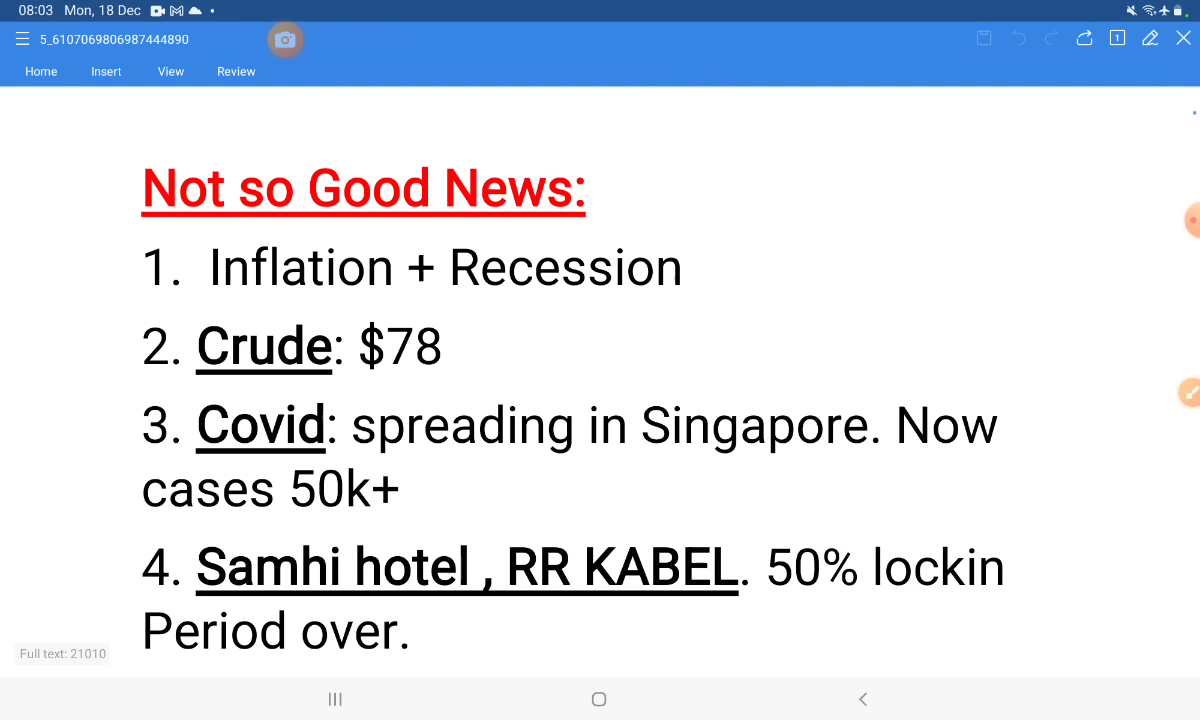 08:03 Mon, 18 Dec
5_6107069806987444890
1
Home Insert View Review
Not so Good News:
1. Inflation + Recession
2. Crude: $78
3. Covid: spreading in Singapore. Now
cases 50k+
4. Samhi hotel , RR KABEL. 50% lockin
Period over.
Full text: 21010